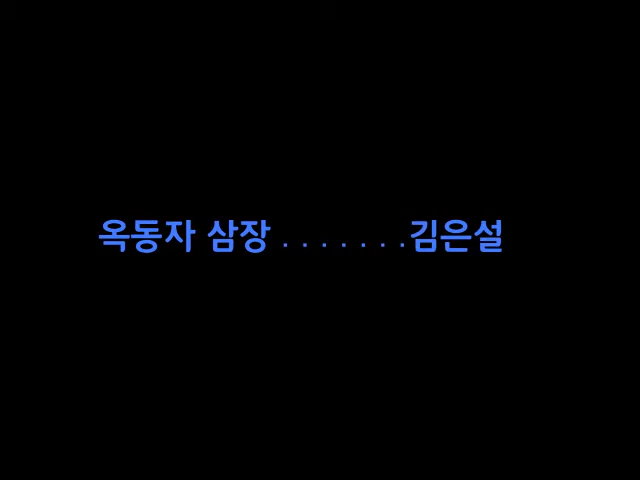 옥동자 삼장 . . . . . . . 김은설